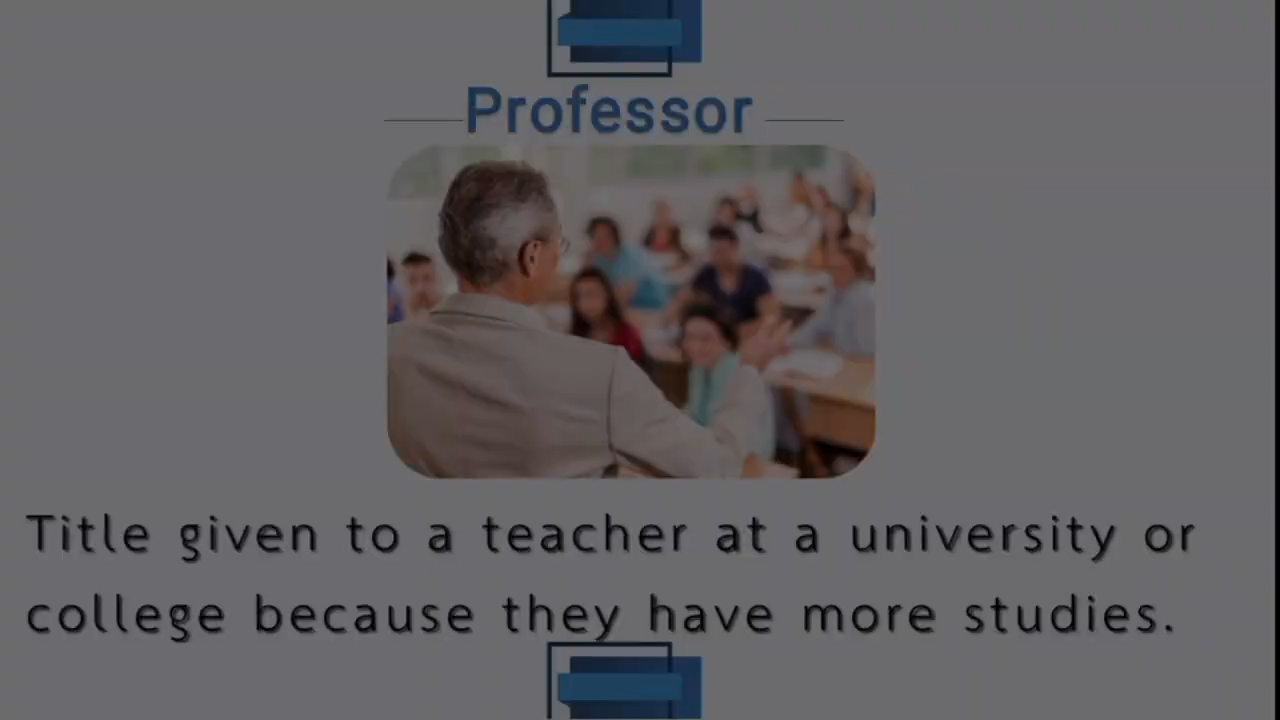 Professor
Title given to a teacher at a university or
college because they have more studies.